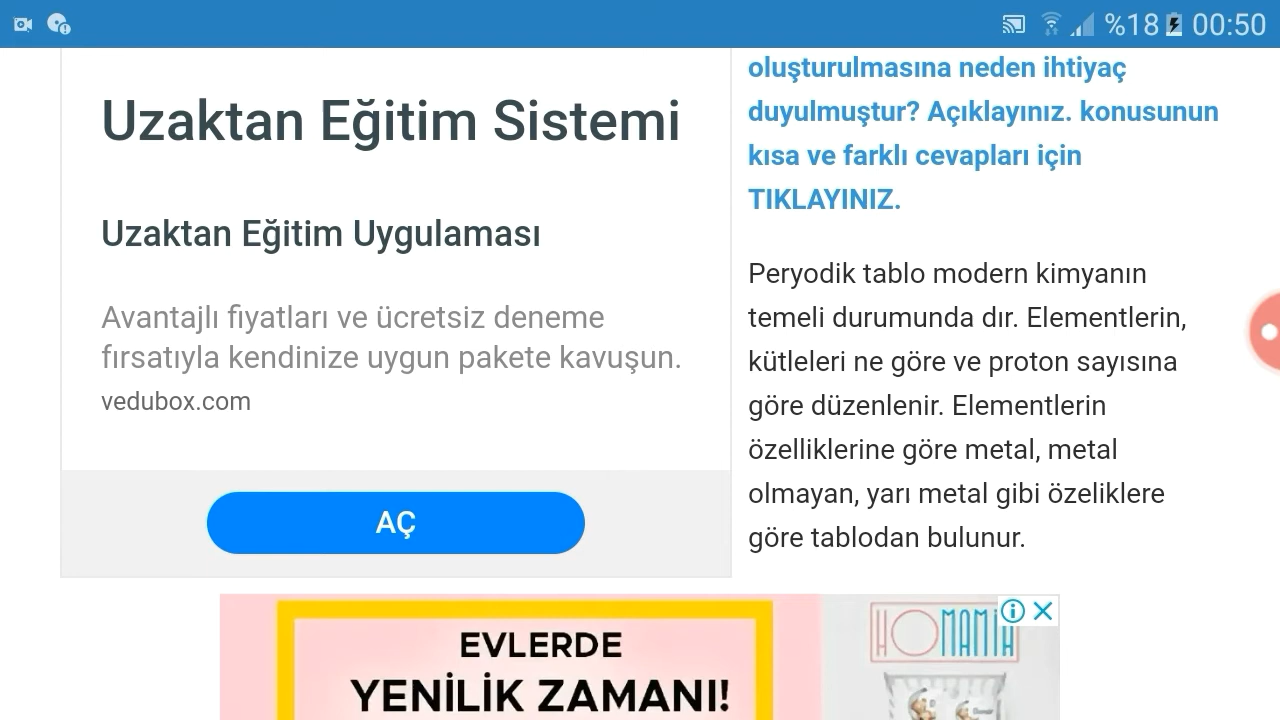 %18 00:50
Uzaktan Eğitim Sistemi
Uzaktan Eğitim Uygulaması
Avantajlı fiyatları ve ücretsiz deneme
fırsatıyla kendinize uygun pakete kavuşun.
vedubox.com
AÇ
oluşturulmasına neden ihtiyaç
duyulmuştur? Açıklayınız. konusunun
kısa ve farklı cevapları için
TIKLAYINIZ.
Peryodik tablo modern kimyanın
temeli durumunda dır. Elementlerin,
kütleleri ne göre ve proton sayısına
göre düzenlenir. Elementlerin
özelliklerine göre metal, metal
olmayan, yarı metal gibi özeliklere
göre tablodan bulunur.
EVLERDE
YENİLİK ZAMANI!
HOMAMIA